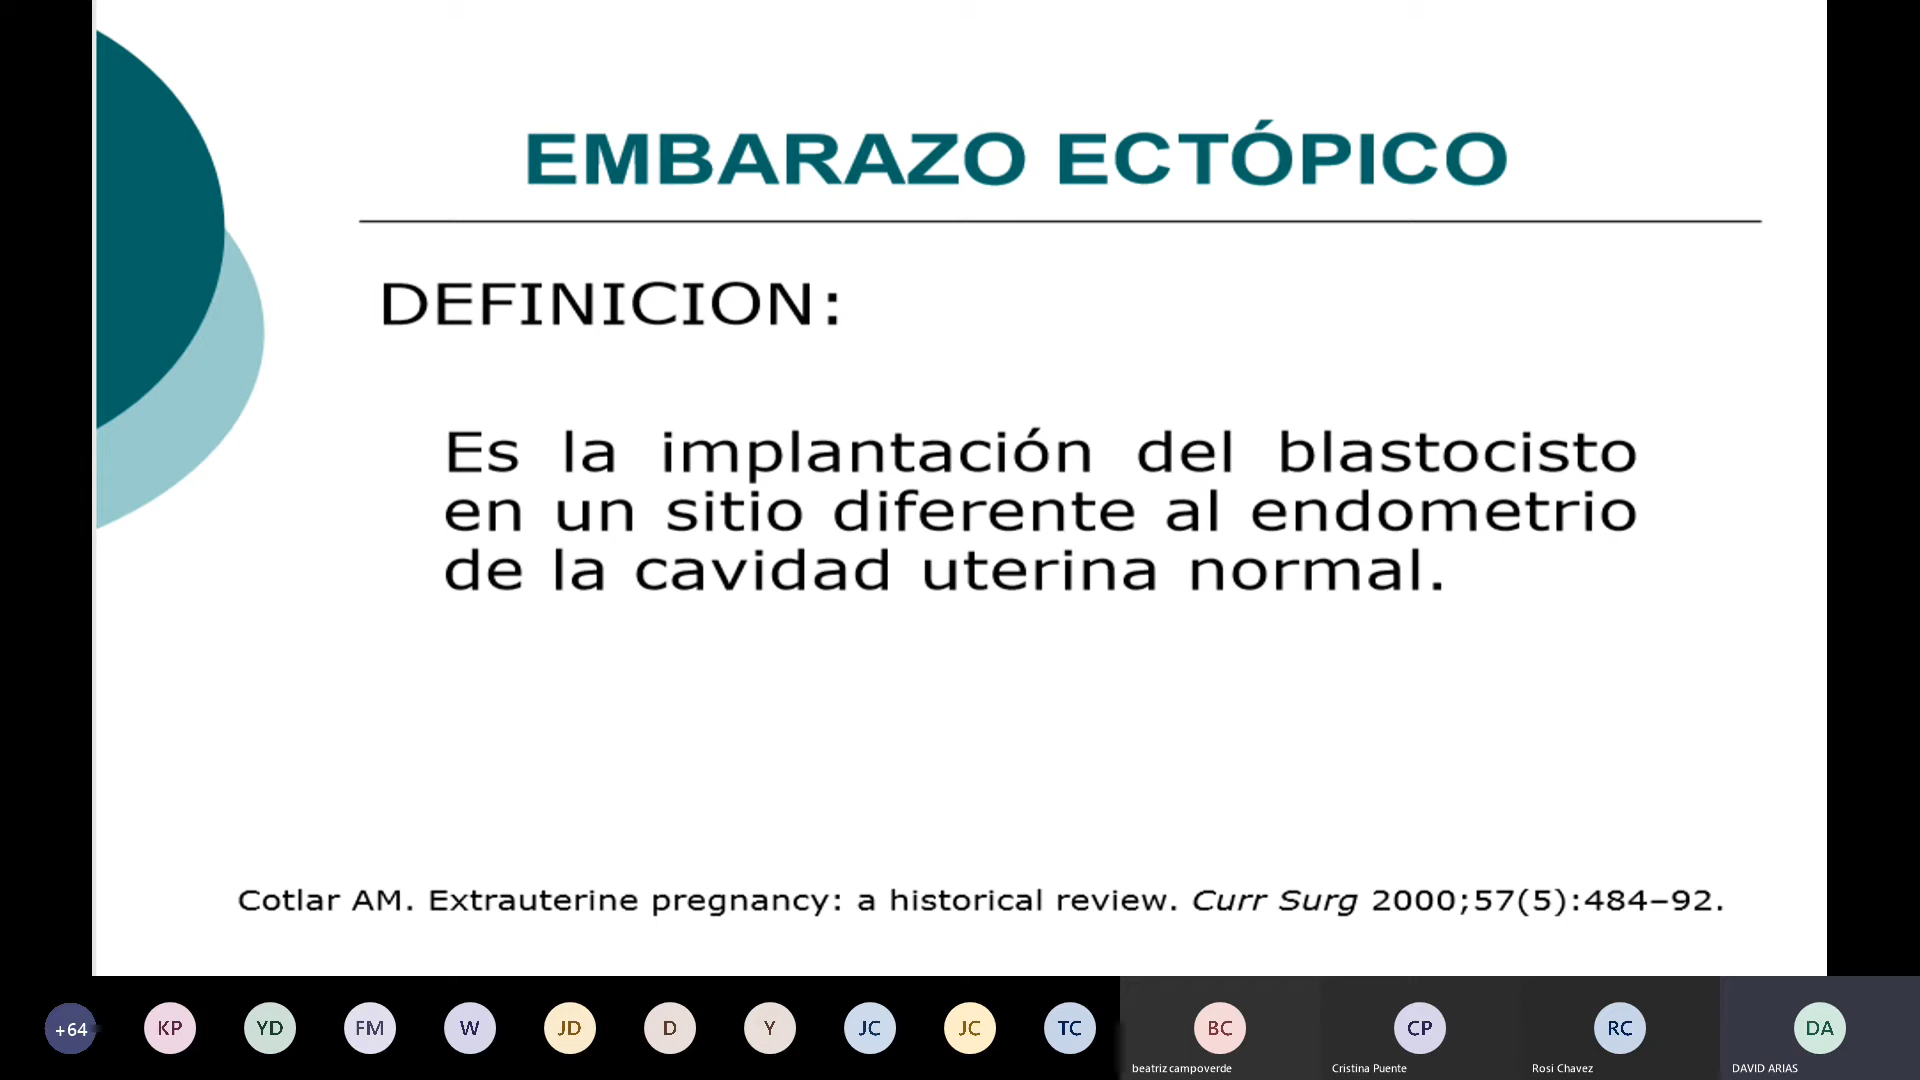 EMBARAZO ECTÓPICO
DEFINICION:
Es la implantación del blastocisto
en un sitio diferente al endometrio
de la cavidad uterina normal.
Cotlar AM. Extrauterine pregnancy: a historical review. Curr Surg 2000;57(5):484–92.
+64
KP
YD
FM
W
JD
D
Y
JC
JC
TC
BC
CP
RC
DA
beatriz campoverde
Cristina Puente
Rosi Chavez
DAVID ARIAS